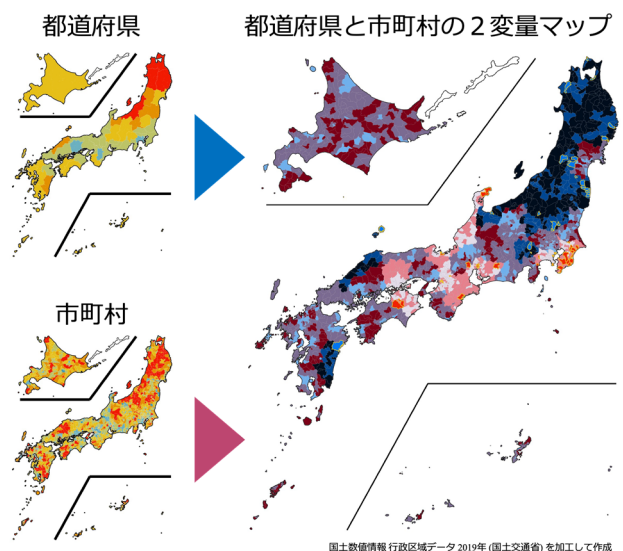 都道府県
都道府県と市町村の２変量マップ
市町村
国土数値情報 行政区域データ 2019年 (国土交通省) を加工して作成